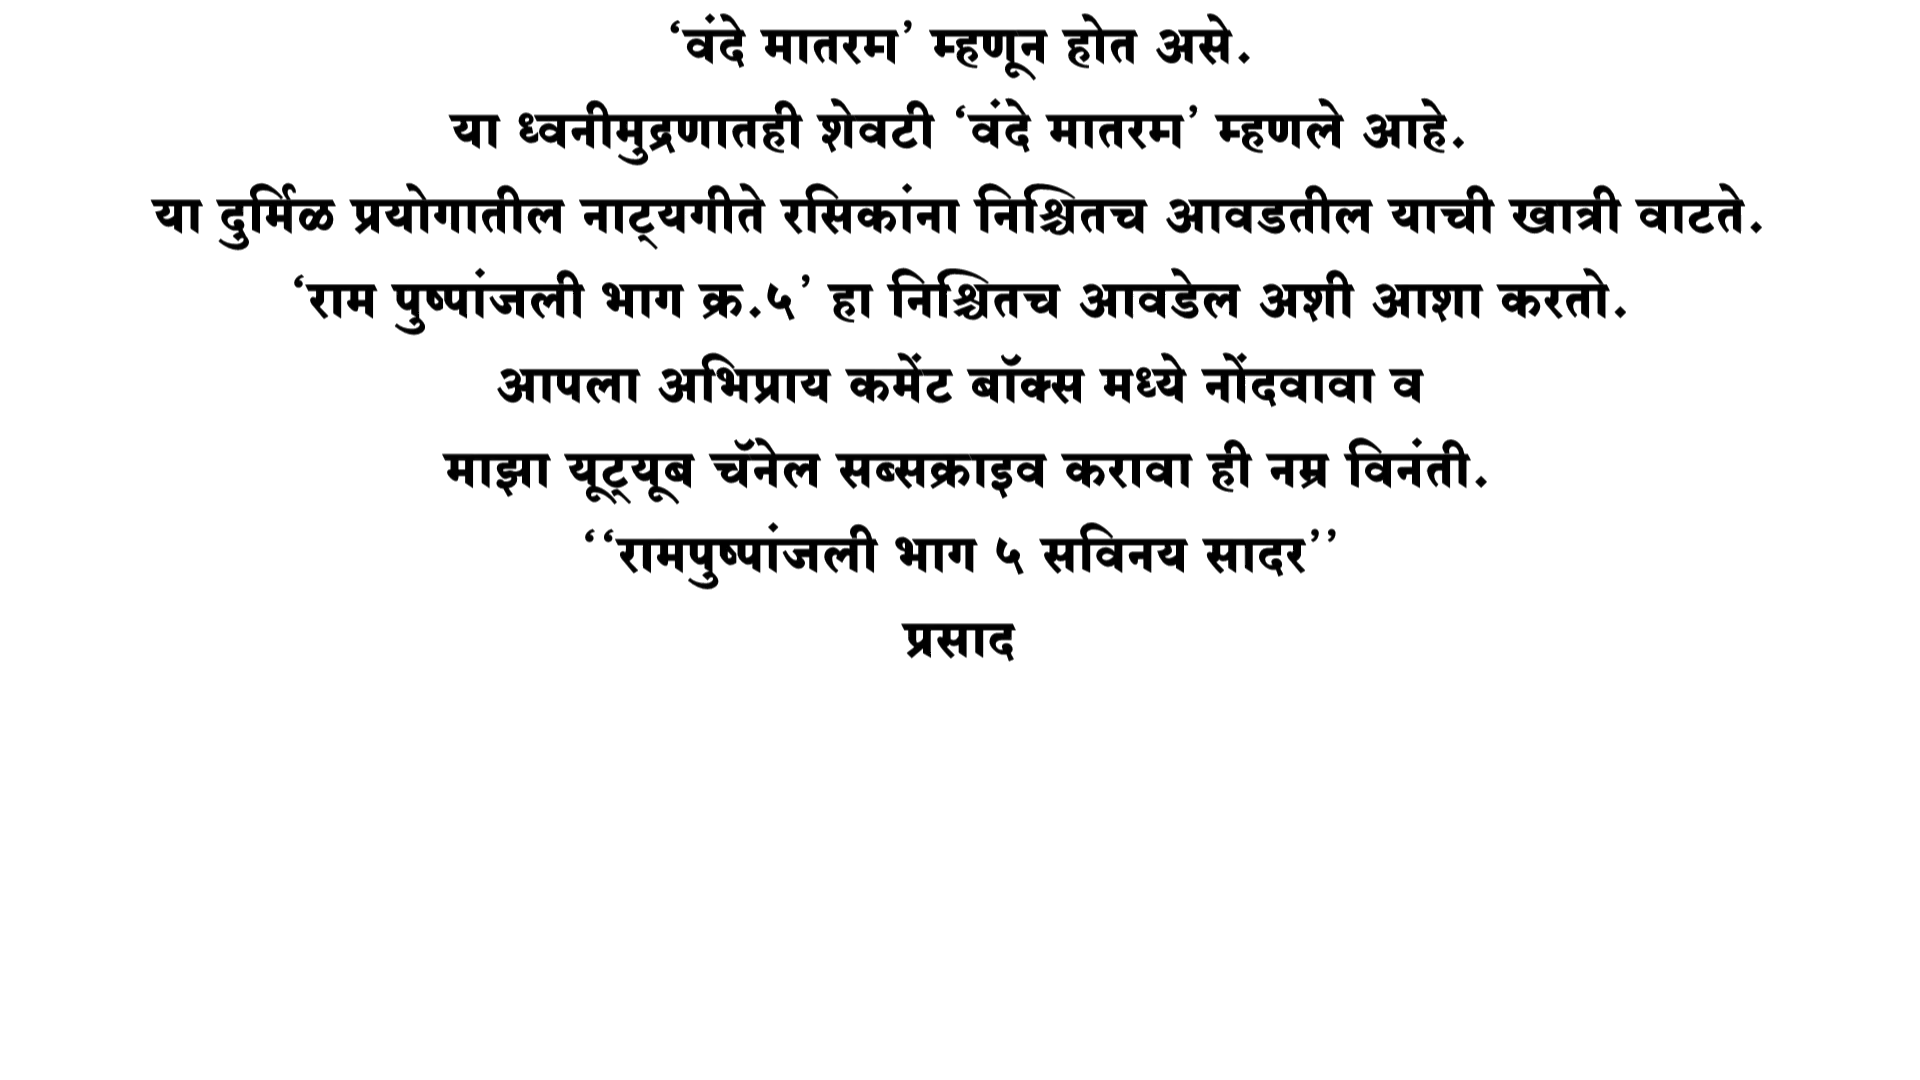 ‘वंदे मातरम’ म्हणून होत असे.
या ध्वनीमुद्रणातही शेवटी ‘वंदे मातरम’ म्हणले आहे.
या दुर्मिळ प्रयोगातील नाट्यगीते रसिकांना निश्चितच आवडतील याची खात्री वाटते.
‘राम पुष्पांजली भाग क्र.५’ हा निश्चितच आवडेल अशी आशा करतो.
आपला अभिप्राय कमेंट बॉक्स मध्ये नोंदवावा व
माझा यूट्यूब चॅनेल सब्सक्राइव करावा ही नम्र विनंती.
‘‘रामपुष्पांजली भाग ५ सविनय सादर’’
प्रसाद